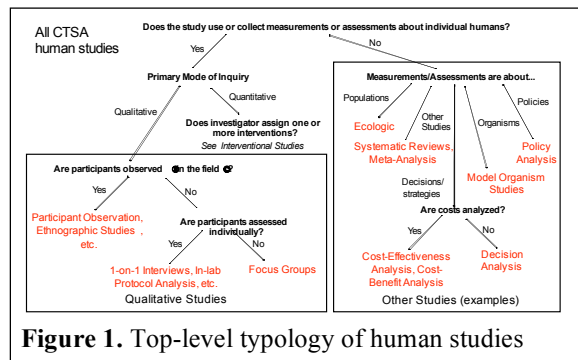 All CTSA
human studies
Does the study use or collect measurements or assessments about individual humans?
Yes
No
Primary Mode of Inquiry
Qualitative
Quantitative
Does investigator assign one or
more interventions?
See Interventional Studies
Are participants observed in the field ?
Yes
No
Participant Observation,
Ethnographic Studies ,
etc.
Are participants assessed
individually?
Yes
No
1-on-1 Interviews, In-lab
Protocol Analysis, etc.
Focus Groups
Qualitative Studies
Measurements/Assessments are about...
Populations
Other
Studies
Organisms
Policies
Ecologic
Systematic Reviews,
Meta-Analysis
Policy
Analysis
Model Organism
Studies
Decisions/
strategies
Are costs analyzed?
Yes
No
Cost-Effectiveness
Analysis, Cost-
Benefit Analysis
Decision
Analysis
Other Studies (examples)
Figure 1. Top-level typology of human studies